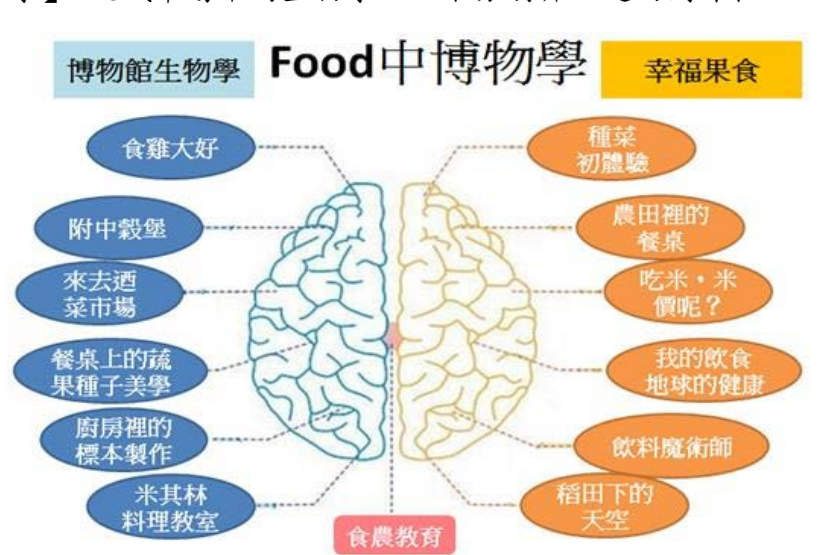 博物館生物學
Food中博物學
幸福果食
食雞大好
附中穀堡
來去迺
菜市場
餐桌上的蔬
果種子美學
廚房裡的
標本製作
米其林
料理教室
種菜
初體驗
農田裡的
餐桌
吃米，米
價呢？
我的飲食
地球的健康
飲料魔術師
稻田下的
天空
食農教育